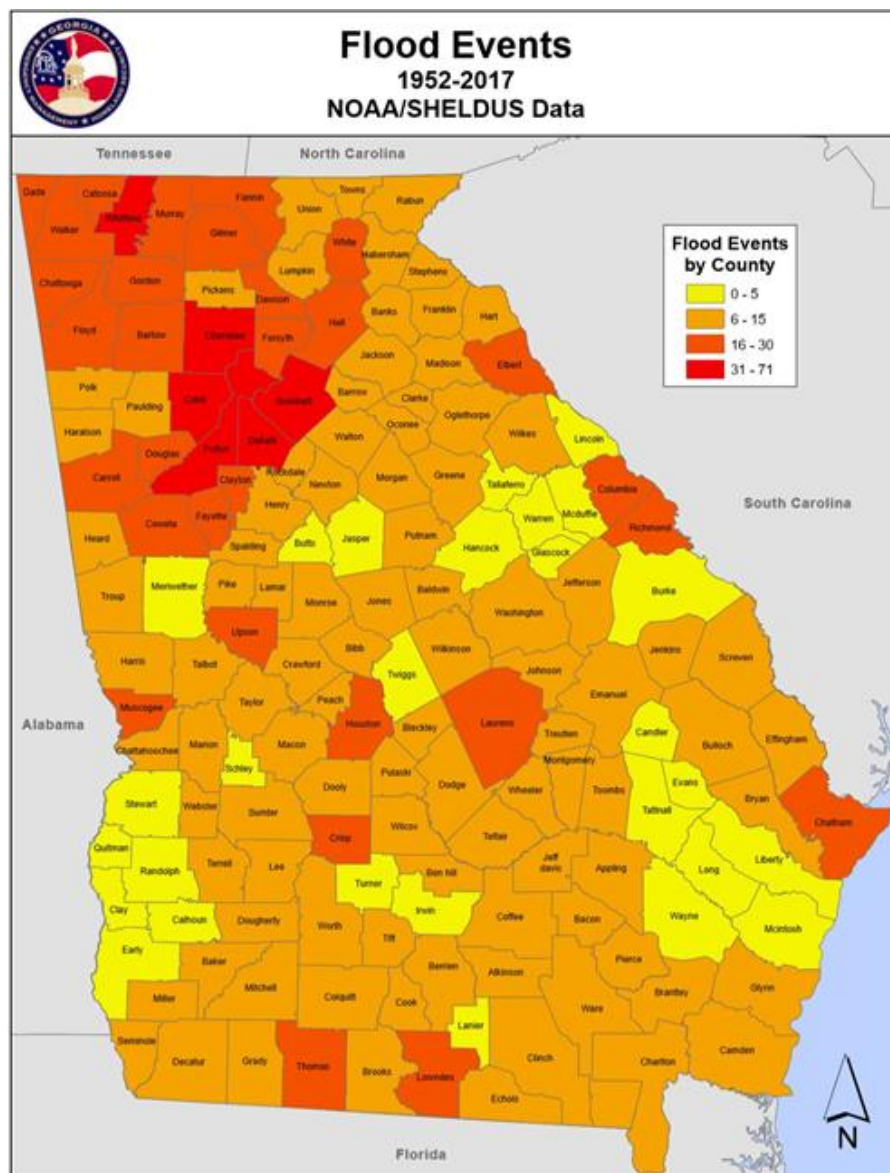 Flood Events
1952-2017
NOAA/SHELDUS Data
GEORGIA
Tennessee
North Carolina
South Carolina
Alabama
Florida
Flood Events
by County
0 - 5
6 - 15
16 - 30
31 - 71
Dade
Catoosa
Murray
Fannin
Union
Towns
Rabun
Walker
Gilmer
White
Habersham
Lumpkin
Stephens
Chattooga
Gordon
Pickens
Dawson
Banks
Franklin
Hart
Floyd
Bartow
Cherokee
Forsyth
Hall
Jackson
Madison
Elbert
Polk
Paulding
Cobb
Gwinnett
Barrow
Clarke
Oconee
Oglethorpe
Wilkes
Lincoln
Haralson
Douglas
Fulton
Dekalb
Walton
Rockdale
Carroll
Clayton
Newton
Morgan
Greene
Taliaferro
Columbia
Mcduffie
Warren
Richmond
Henry
Coweta
Fayette
Heard
Spalding
Butts
Jasper
Putnam
Hancock
Glascock
Troup
Meriwether
Pike
Lamar
Monroe
Jones
Baldwin
Washington
Jefferson
Burke
Upson
Harris
Talbot
Crawford
Bibb
Twiggs
Wilkinson
Johnson
Jenkins
Screven
Emanuel
Muscogee
Taylor
Peach
Houston
Bleckley
Laurens
Treutlen
Candler
Bulloch
Effingham
Chattahoochee
Marion
Macon
Schley
Dooly
Pulaski
Dodge
Montgomery
Wheeler
Toombs
Tattnall
Evans
Bryan
Chatham
Stewart
Webster
Sumter
Crisp
Wilcox
Telfair
Quitman
Randolph
Terrell
Lee
Turner
Ben hill
Irwin
Jeff
davis
Appling
Long
Liberty
Clay
Calhoun
Dougherty
Worth
Tift
Coffee
Bacon
Wayne
Mcintosh
Early
Baker
Mitchell
Berrien
Atkinson
Pierce
Miller
Colquitt
Cook
Ware
Brantley
Glynn
Seminole
Decatur
Grady
Thomas
Brooks
Lowndes
Lanier
Clinch
Echols
Charlton
Camden
N